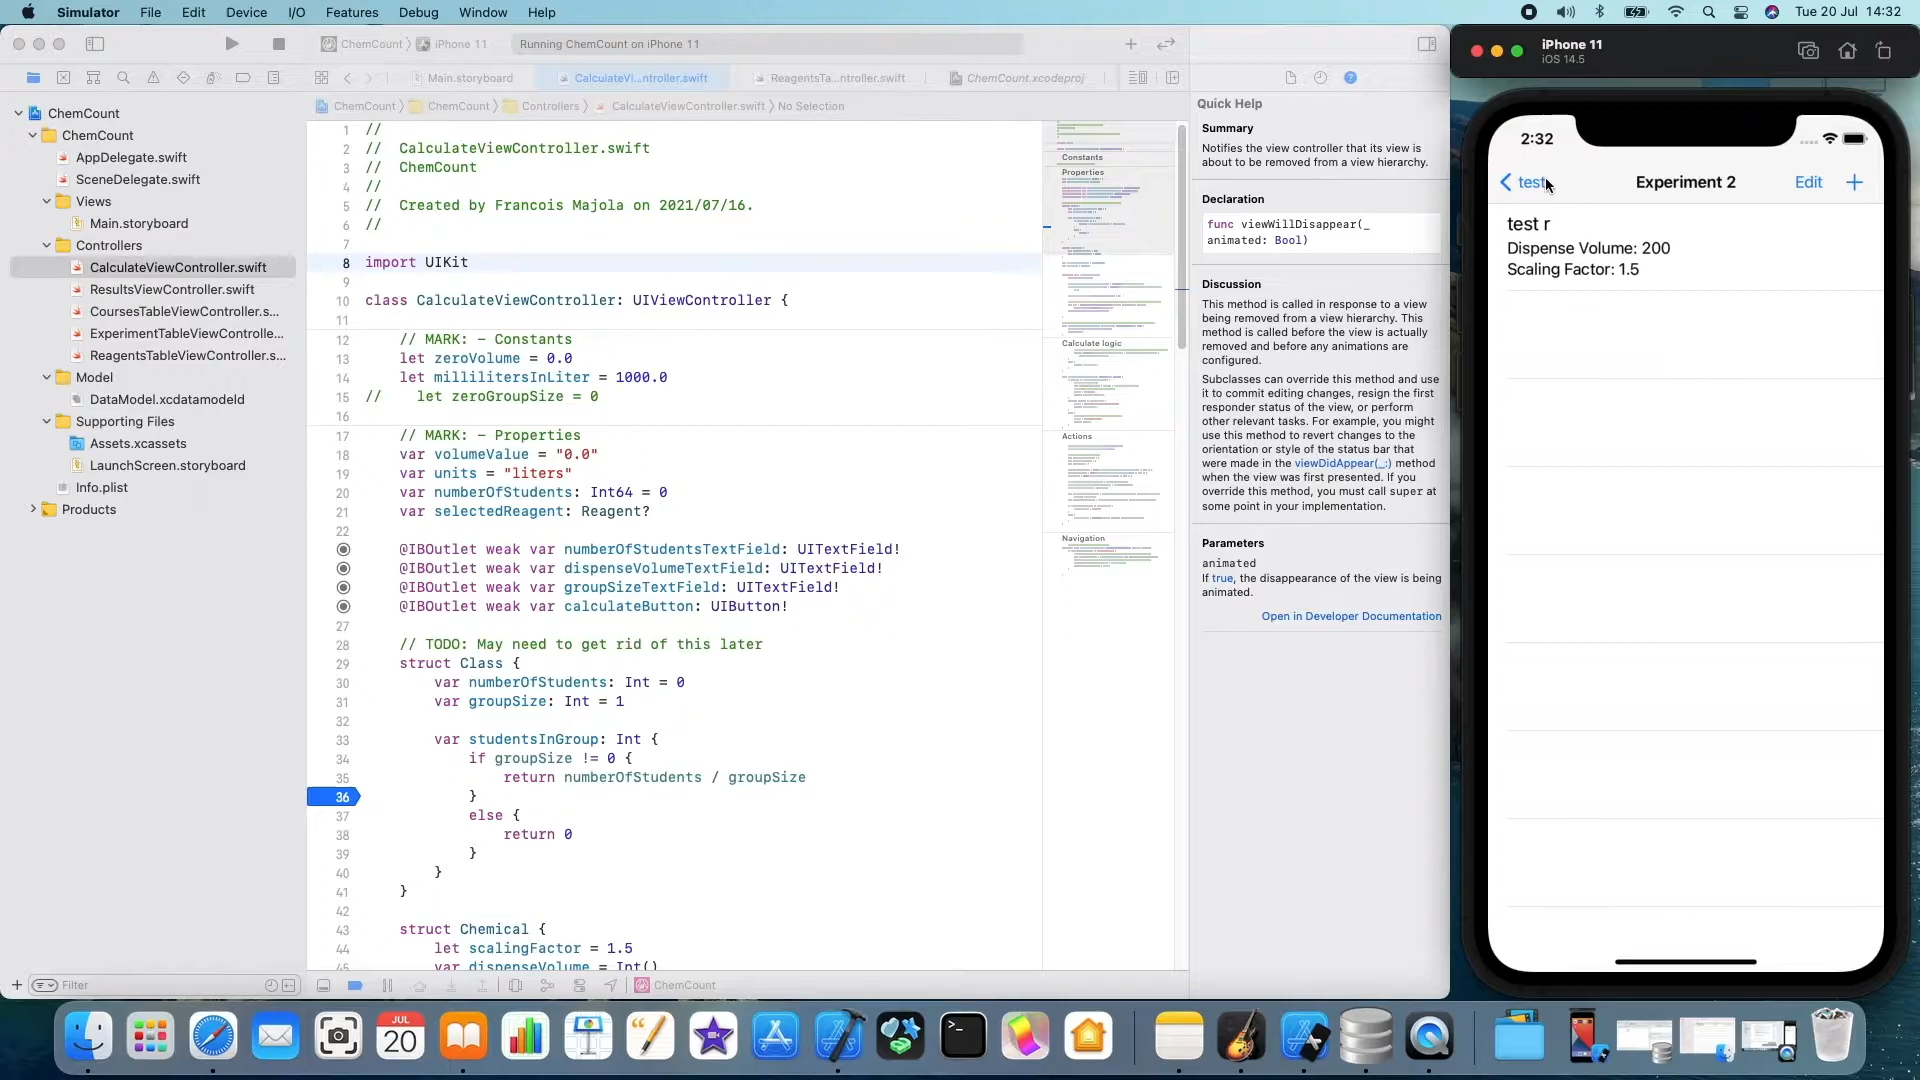 Simulator File Edit Device I/O Features Debug Window Help Tue 20 Jul 14:32
ChemCount iPhone 11 Running ChemCount on iPhone 11
Main.storyboard CalculateVi...ntroller.swift ReagentsTa...ntroller.swift ChemCount.xcodeproj
ChemCount ChemCount Controllers CalculateViewController.swift No Selection
ChemCount
ChemCount
AppDelegate.swift
SceneDelegate.swift
Views
Main.storyboard
Controllers
CalculateViewController.swift
ResultsViewController.swift
CoursesTableViewController.s...
ExperimentTableViewControlle...
ReagentsTableViewController.s...
Model
DataModel.xcdatamodeld
Supporting Files
Assets.xcassets
LaunchScreen.storyboard
Info.plist
Products
Filter
1 //
2 // CalculateViewController.swift
3 // ChemCount
4 //
5 // Created by Francois Majola on 2021/07/16.
6 //
7
8 import UIKit
9
10 class CalculateViewController: UIViewController {
11
12 // MARK: - Constants
13 let zeroVolume = 0.0
14 let millilitersInLiter = 1000.0
15 // let zeroGroupSize = 0
16
17 // MARK: - Properties
18 var volumeValue = "0.0"
19 var units = "liters"
20 var numberOfStudents: Int64 = 0
21 var selectedReagent: Reagent?
22
@IBOutlet weak var numberOfStudentsTextField: UITextField!
@IBOutlet weak var dispenseVolumeTextField: UITextField!
@IBOutlet weak var groupSizeTextField: UITextField!
@IBOutlet weak var calculateButton: UIButton!
27
28 // TODO: May need to get rid of this later
29 struct Class {
30 var numberOfStudents: Int = 0
31 var groupSize: Int = 1
32
33 var studentsInGroup: Int {
34 if groupSize != 0 {
35 return numberOfStudents / groupSize
36 }
37 else {
38 return 0
39 }
40 }
41 }
42
43 struct Chemical {
44 let scalingFactor = 1.5
45 var dispenseVolume = Int()
ChemCount
Constants
Properties
Calculate logic
Actions
Navigation
Quick Help
Summary
Notifies the view controller that its view is
about to be removed from a view hierarchy.
Declaration
func viewWillDisappear(_
animated: Bool)
Discussion
This method is called in response to a view
being removed from a view hierarchy. This
method is called before the view is actually
removed and before any animations are
configured.
Subclasses can override this method and use
it to commit editing changes, resign the first
responder status of the view, or perform
other relevant tasks. For example, you might
use this method to revert changes to the
orientation or style of the status bar that
were made in the viewDidAppear(_:) method
when the view was first presented. If you
override this method, you must call super at
some point in your implementation.
Parameters
animated
If true, the disappearance of the view is being
animated.
Open in Developer Documentation
iPhone 11
iOS 14.5
2:32
test Experiment 2 Edit
test r
Dispense Volume: 200
Scaling Factor: 1.5
JUL
20